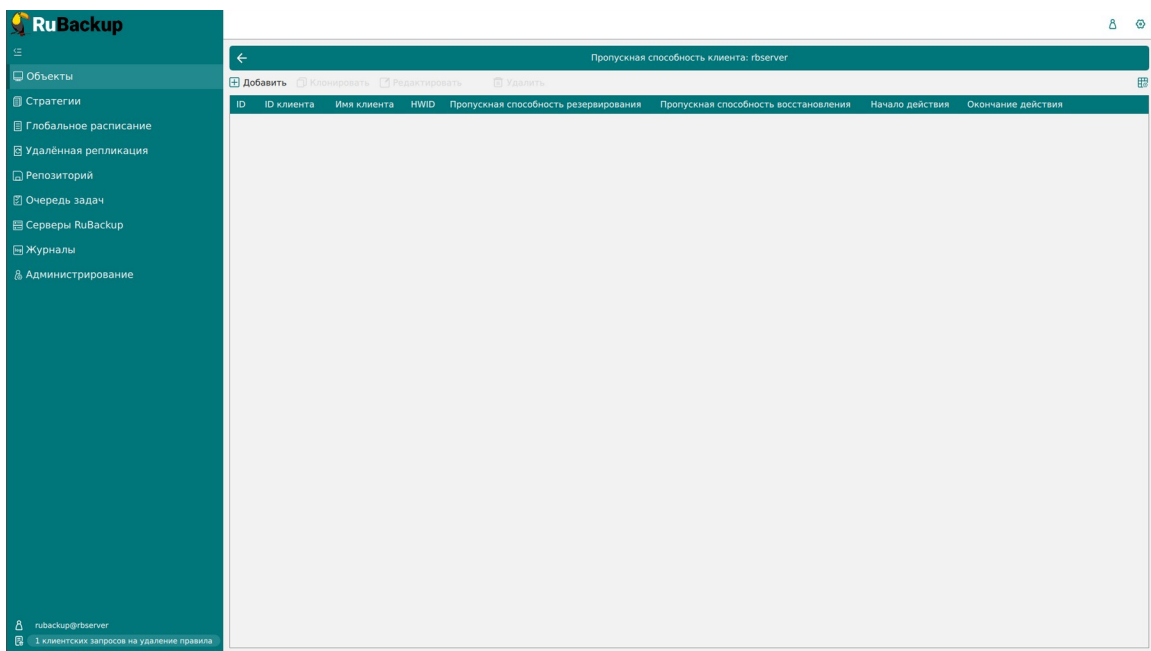 RuBackup
Пропускная способность клиента: rbserver
Объекты
Стратегии
Глобальное расписание
Удалённая репликация
Репозиторий
Очередь задач
Серверы RuBackup
Журналы
Администрирование
Добавить Клонировать Редактировать Удалить
ID ID клиента Имя клиента HWID Пропускная способность резервирования Пропускная способность восстановления Начало действия Окончание действия
rubackup@rbserver
1 клиентских запросов на удаление правила